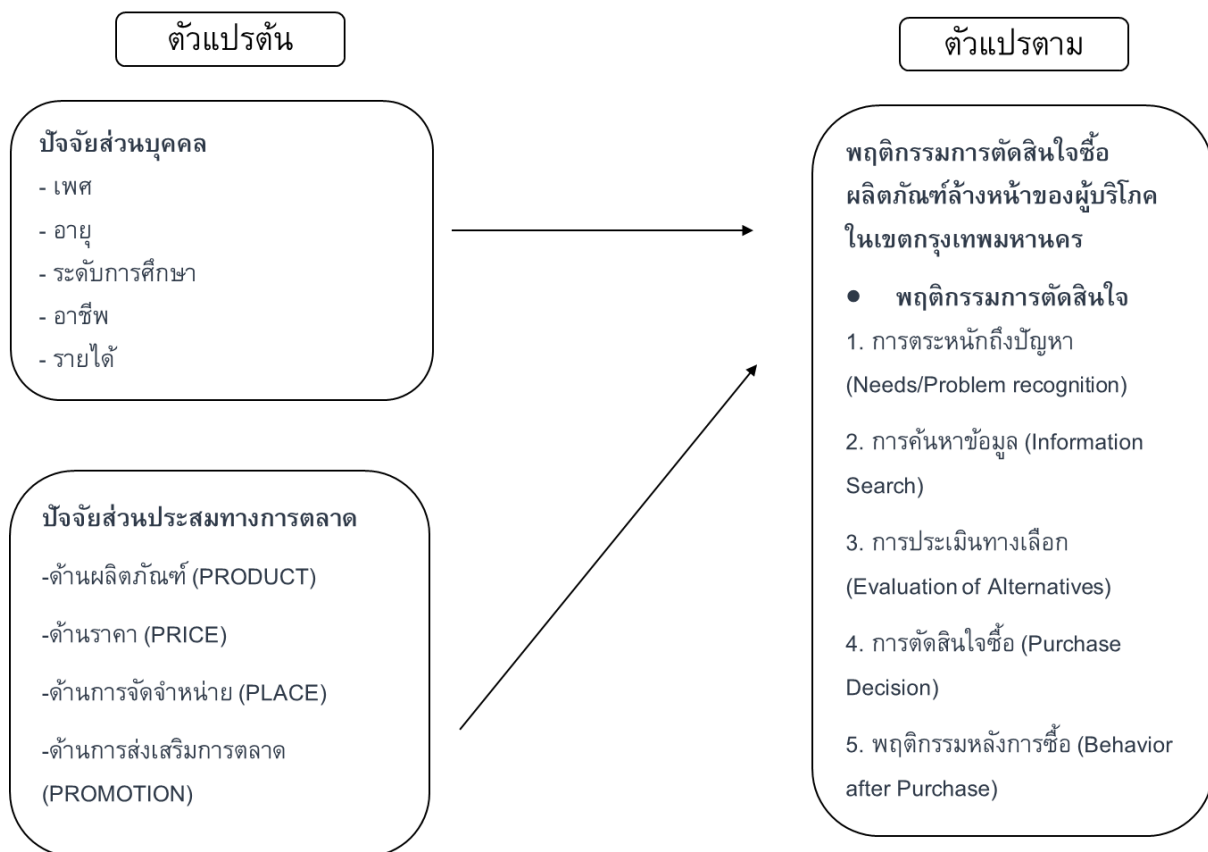 ตัวแปรต้น
ตัวแปรตาม
ปัจจัยส่วนบุคคล
- เพศ
- อายุ
- ระดับการศึกษา
- อาชีพ
- รายได้
ปัจจัยส่วนประสมทางการตลาด
-ด้านผลิตภัณฑ์ (PRODUCT)
-ด้านราคา (PRICE)
-ด้านการจัดจำหน่าย (PLACE)
-ด้านการส่งเสริมการตลาด
(PROMOTION)
พฤติกรรมการตัดสินใจซื้อ
ผลิตภัณฑ์ล้างหน้าของผู้บริโภค
ในเขตกรุงเทพมหานคร
● พฤติกรรมการตัดสินใจ
1. การตระหนักถึงปัญหา
(Needs/Problem recognition)
2. การค้นหาข้อมูล (Information
Search)
3. การประเมินทางเลือก
(Evaluation of Alternatives)
4. การตัดสินใจซื้อ (Purchase
Decision)
5. พฤติกรรมหลังการซื้อ (Behavior
after Purchase)